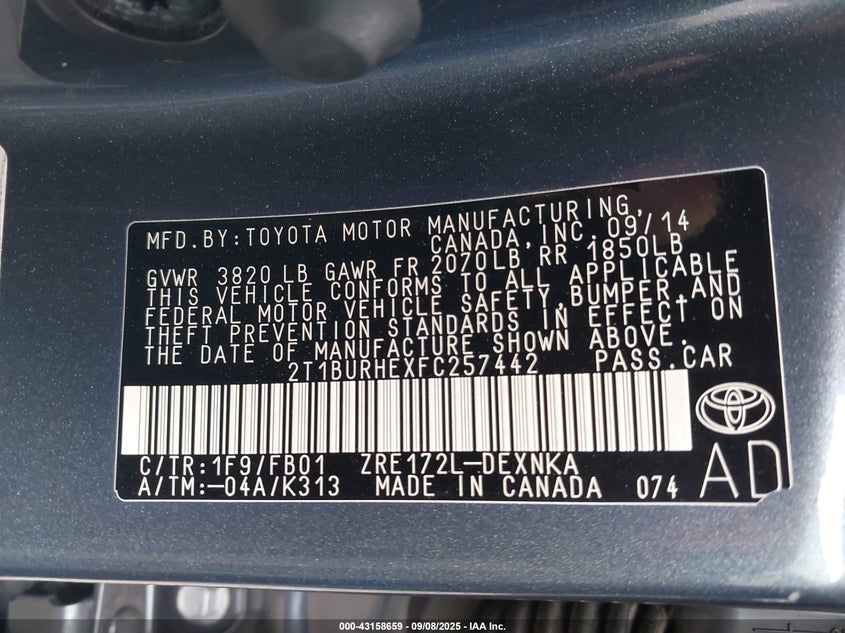 MFD.BY:TOYOTA MOTOR MANUFACTURING,
CANADA,INC. 09/14
GVWR 3820 LB GAWR FR 2070LB RR 1850LB
THIS VEHICLE CONFORMS TO ALL APPLICABLE
FEDERAL MOTOR VEHICLE SAFETY,BUMPER,AND
THEFT PREVENTION STANDARDS IN EFFECT ON
THE DATE OF MANUFACTURE SHOWN ABOVE.
2T1BURHEXFC257442 PASS.CAR
C/TR:1F9/FB01 ZRE172L-DEXNKA
A/TM:-04A/K313 MADE IN CANADA 074
AD
000-43158659 - 09/08/2025 - IAA Inc.